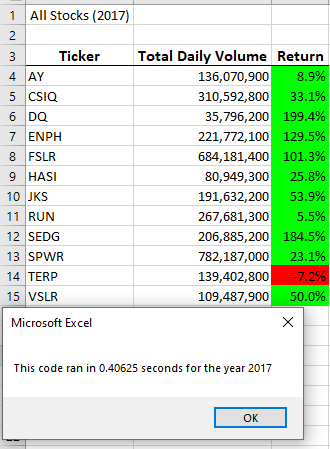 1 All Stocks (2017)
2
3 Ticker Total Daily Volume Return
4 AY 136,070,900 8.9%
5 CSIQ 310,592,800 33.1%
6 DQ 35,796,200 199.4%
7 ENPH 221,772,100 129.5%
8 FSLR 684,181,400 101.3%
9 HASI 80,949,300 25.8%
10 JKS 191,632,200 53.9%
11 RUN 267,681,300 5.5%
12 SEDG 206,885,200 184.5%
13 SPWR 782,187,000 23.1%
14 TERP 139,402,800 -7.2%
15 VSLR 109,487,900 50.0%
Microsoft Excel
This code ran in 0.40625 seconds for the year 2017
OK